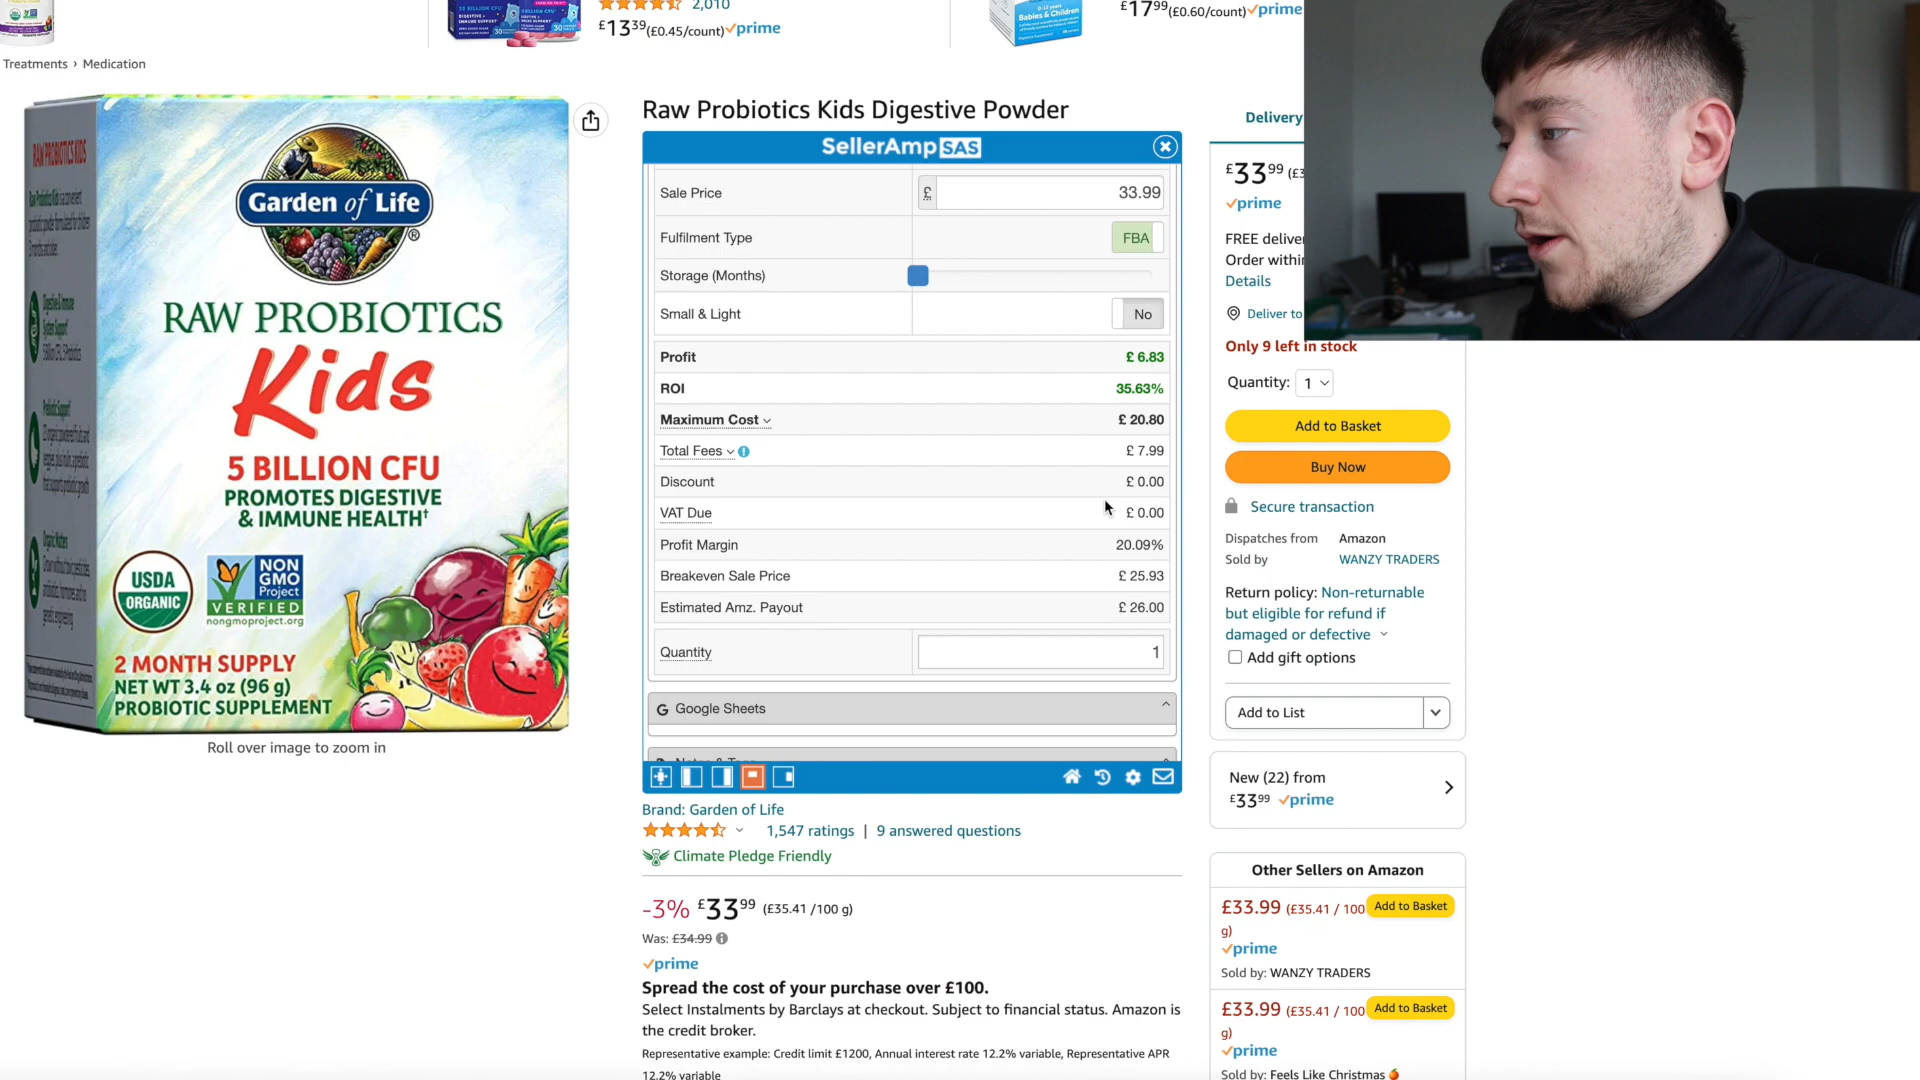 2,010
£13.39 (£0.45/count) prime
£17.99 (£0.60/count) prime
Treatments › Medication
Garden of Life
®
RAW PROBIOTICS
Kids
5 BILLION CFU
PROMOTES DIGESTIVE
& IMMUNE HEALTH†
USDA
ORGANIC
NON
GMO
Project
VERIFIED
nongmoproject.org
2 MONTH SUPPLY
NET WT 3.4 oz (96 g)
PROBIOTIC SUPPLEMENT
RAW PROBIOTICS KIDS
Roll over image to zoom in
Raw Probiotics Kids Digestive Powder
SellerAmp SAS
Sale Price £ 33.99
Fulfilment Type FBA
Storage (Months)
Small & Light No
Profit £ 6.83
ROI 35.63%
Maximum Cost £ 20.80
Total Fees £ 7.99
Discount £ 0.00
VAT Due £ 0.00
Profit Margin 20.09%
Breakeven Sale Price £ 25.93
Estimated Amz. Payout £ 26.00
Quantity 1
Google Sheets
Brand: Garden of Life
1,547 ratings | 9 answered questions
Climate Pledge Friendly
-3% £33.99 (£35.41 /100 g)
Was: £34.99
prime
Spread the cost of your purchase over £100.
Select Instalments by Barclays at checkout. Subject to financial status. Amazon is
the credit broker.
Representative example: Credit limit £1200, Annual interest rate 12.2% variable, Representative APR
12.2% variable
Delivery
£33.99 (£3
prime
FREE
Order
Details
Deliver to
Only 9 left in stock
Quantity: 1
Add to Basket
Buy Now
Secure transaction
Dispatches from Amazon
Sold by WANZY TRADERS
Return policy: Non-returnable
but eligible for refund if
damaged or defective
Add gift options
Add to List
New (22) from
£33.99 prime
Other Sellers on Amazon
£33.99 (£35.41 / 100 Add to Basket
g)
prime
Sold by: WANZY TRADERS
£33.99 (£35.41 / 100 Add to Basket
g)
prime
Sold by: Feels Like Christmas